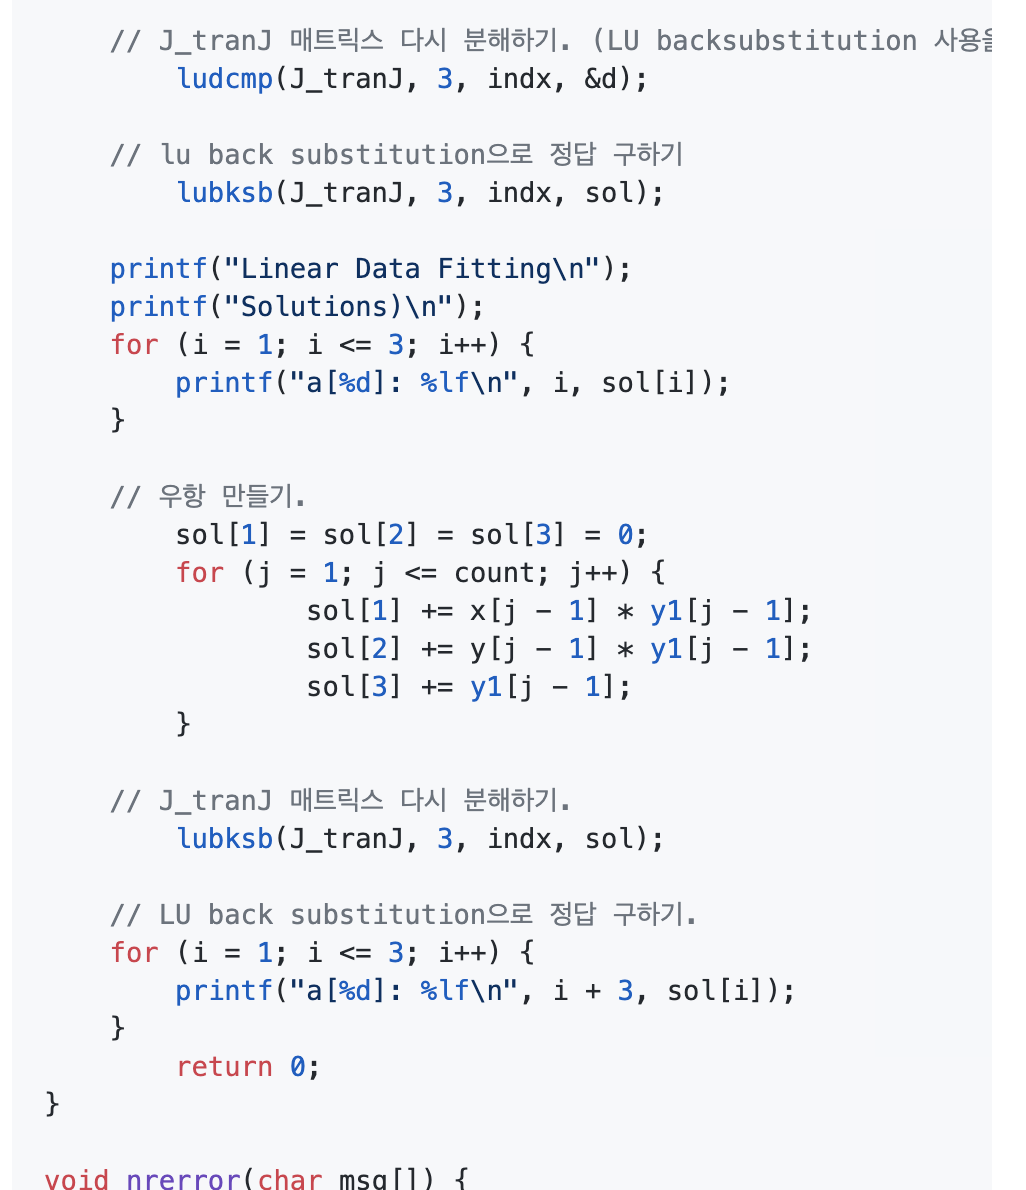 // J_tranJ 매트릭스 다시 분해하기. (LU backsubstitution 사용을
ludcmp(J_tranJ, 3, indx, &d);
// lu back substitution으로 정답 구하기
lubksb(J_tranJ, 3, indx, sol);
printf("Linear Data Fitting\n");
printf("Solutions)\n");
for (i = 1; i <= 3; i++) {
printf("a[%d]: %lf\n", i, sol[i]);
}
// 우항 만들기.
sol[1] = sol[2] = sol[3] = 0;
for (j = 1; j <= count; j++) {
sol[1] += x[j - 1] * y1[j - 1];
sol[2] += y[j - 1] * y1[j - 1];
sol[3] += y1[j - 1];
}
// J_tranJ 매트릭스 다시 분해하기.
lubksb(J_tranJ, 3, indx, sol);
// LU back substitution으로 정답 구하기.
for (i = 1; i <= 3; i++) {
printf("a[%d]: %lf\n", i + 3, sol[i]);
}
return 0;
}
void nrerror(char msg[]) {